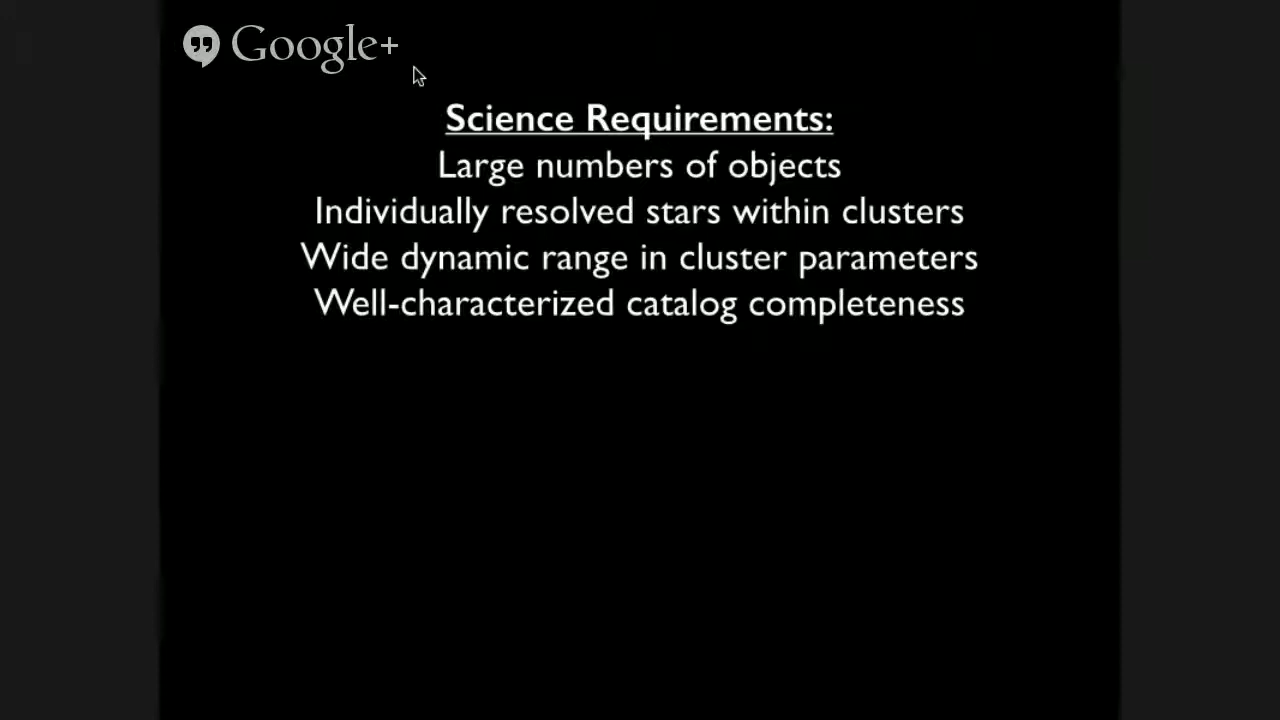 Google+
Science Requirements:
Large numbers of objects
Individually resolved stars within clusters
Wide dynamic range in cluster parameters
Well-characterized catalog completeness